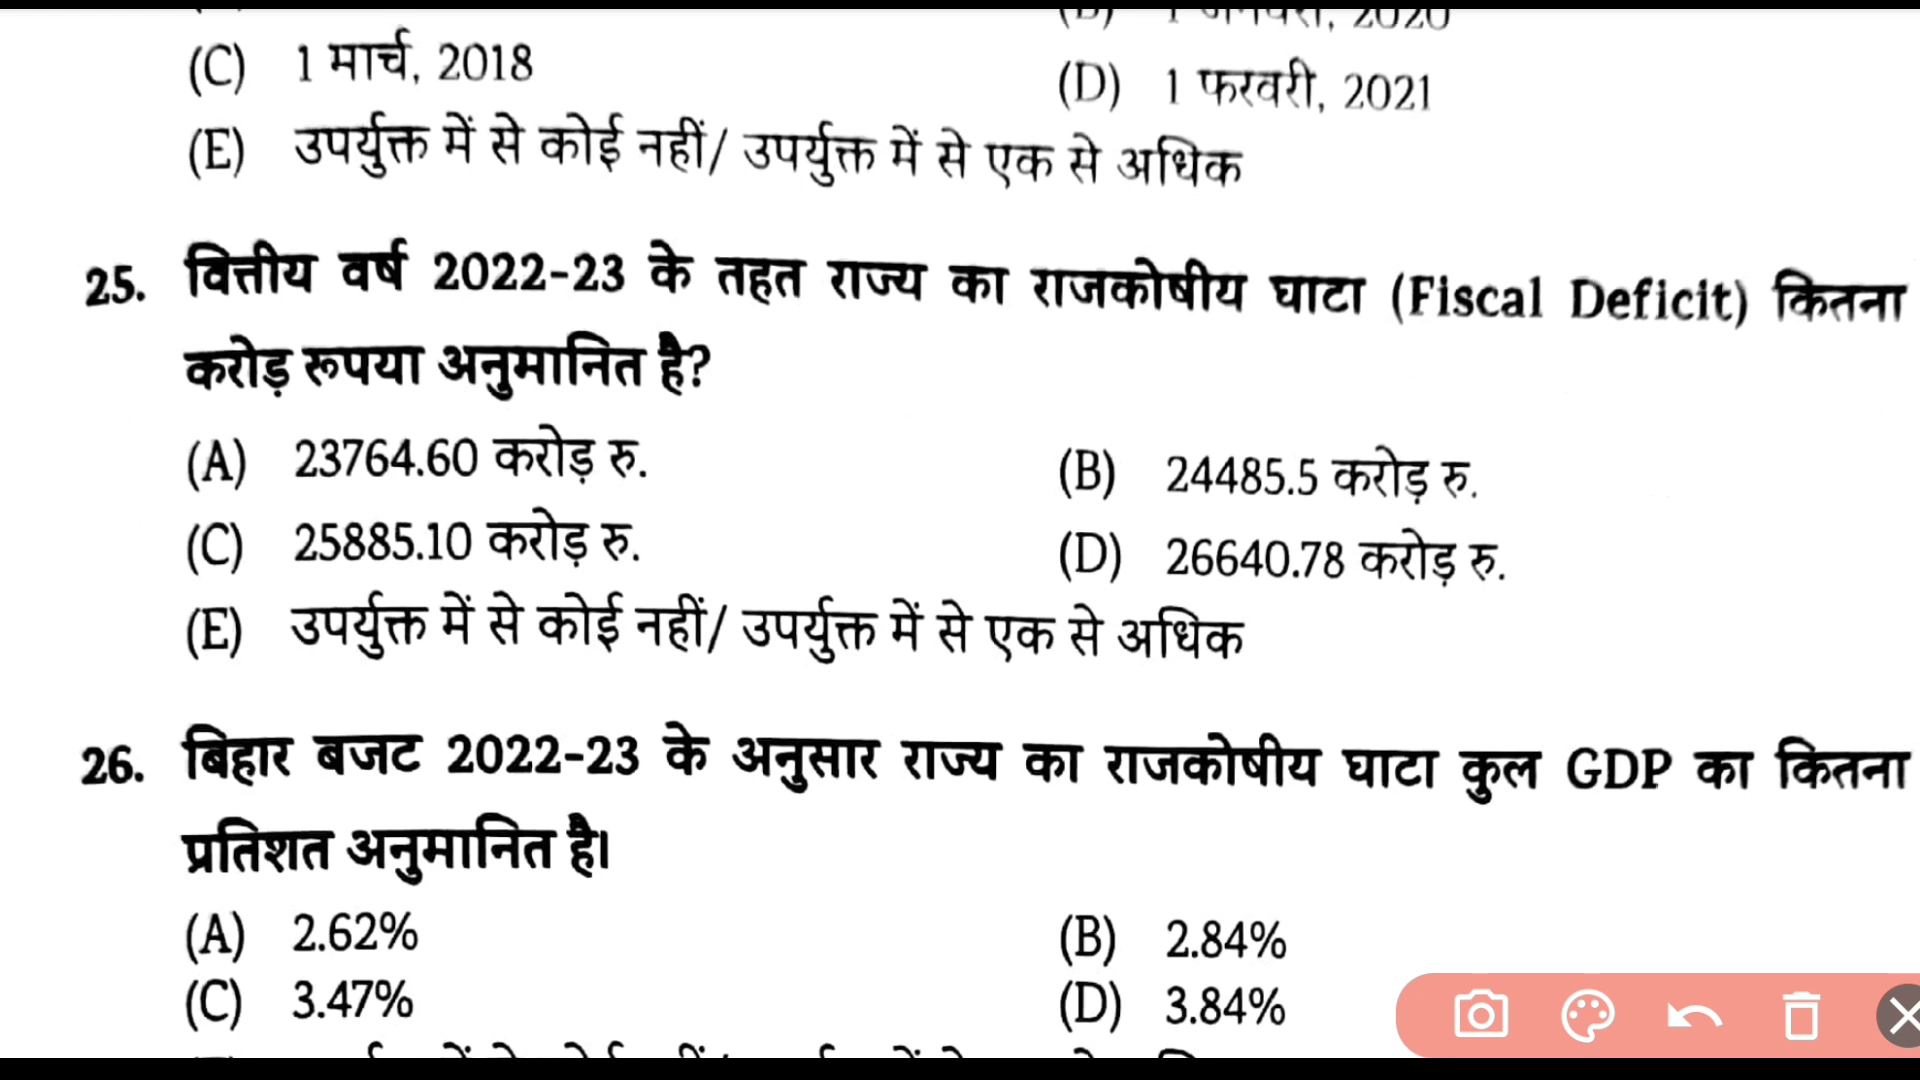 (C) 1 मार्च, 2018
(D) 1 फरवरी, 2021
(E) उपर्युक्त में से कोई नहीं/ उपर्युक्त में से एक से अधिक
25. वित्तीय वर्ष 2022-23 के तहत राज्य का राजकोषीय घाटा (Fiscal Deficit) कितना
करोड़ रूपया अनुमानित है?
(A) 23764.60 करोड़ रु.
(B) 24485.5 करोड़ रु.
(C) 25885.10 करोड़ रु.
(D) 26640.78 करोड़ रु.
(E) उपर्युक्त में से कोई नहीं/ उपर्युक्त में से एक से अधिक
26. बिहार बजट 2022-23 के अनुसार राज्य का राजकोषीय घाटा कुल GDP का कितना
प्रतिशत अनुमानित है।
(A) 2.62%
(B) 2.84%
(C) 3.47%
(D) 3.84%